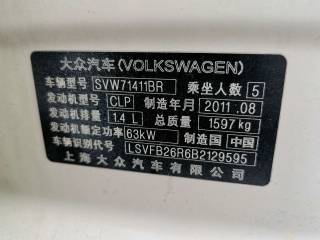 大众汽车(VOLKSWAGEN)
车辆型号 SVW71411BR 乘坐人数 5
发动机型号 CLP 制造年月 2011.08
发动机排量 1.4 L 总质量 1597 kg
发动机额定功率 63kW 制造国 中国
车辆识别代号 LSVFB26R6B2129595
上海大众汽车有限公司